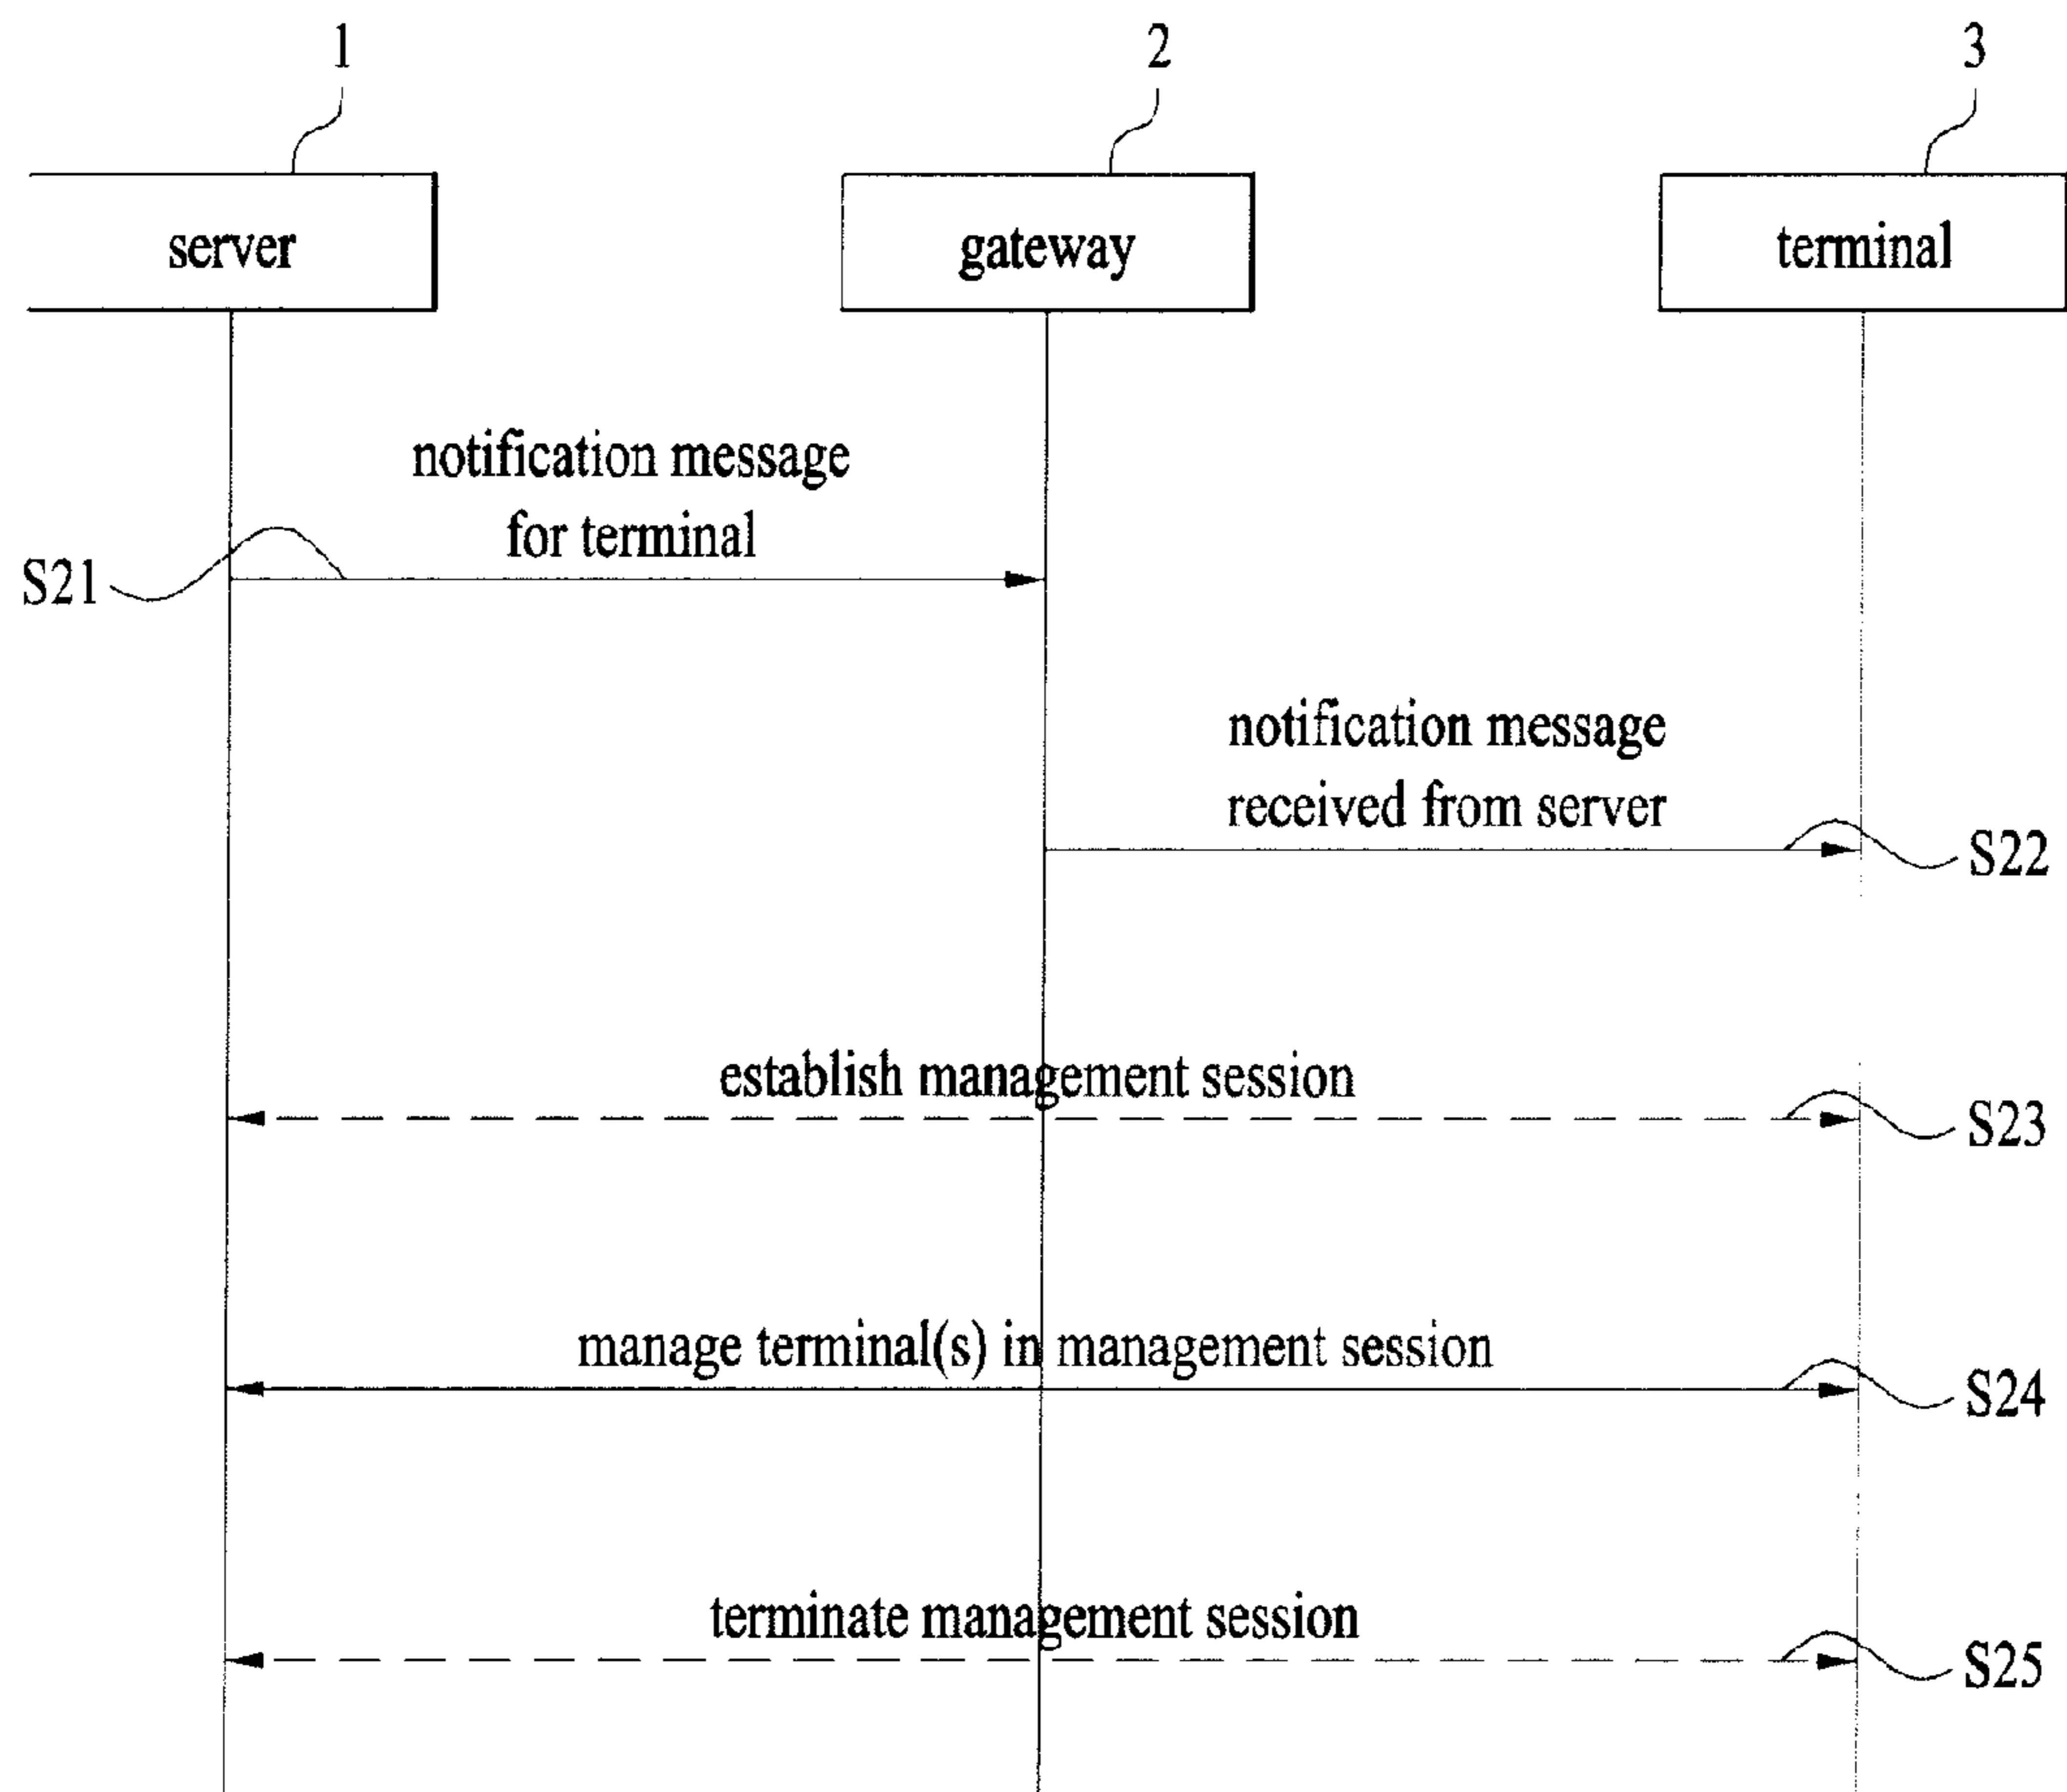 1
2
3
server
gateway
terminal
notification message
for terminal
S21
notification message
received from server
S22
establish management session
S23
manage terminal(s) in management session
S24
terminate management session
S25